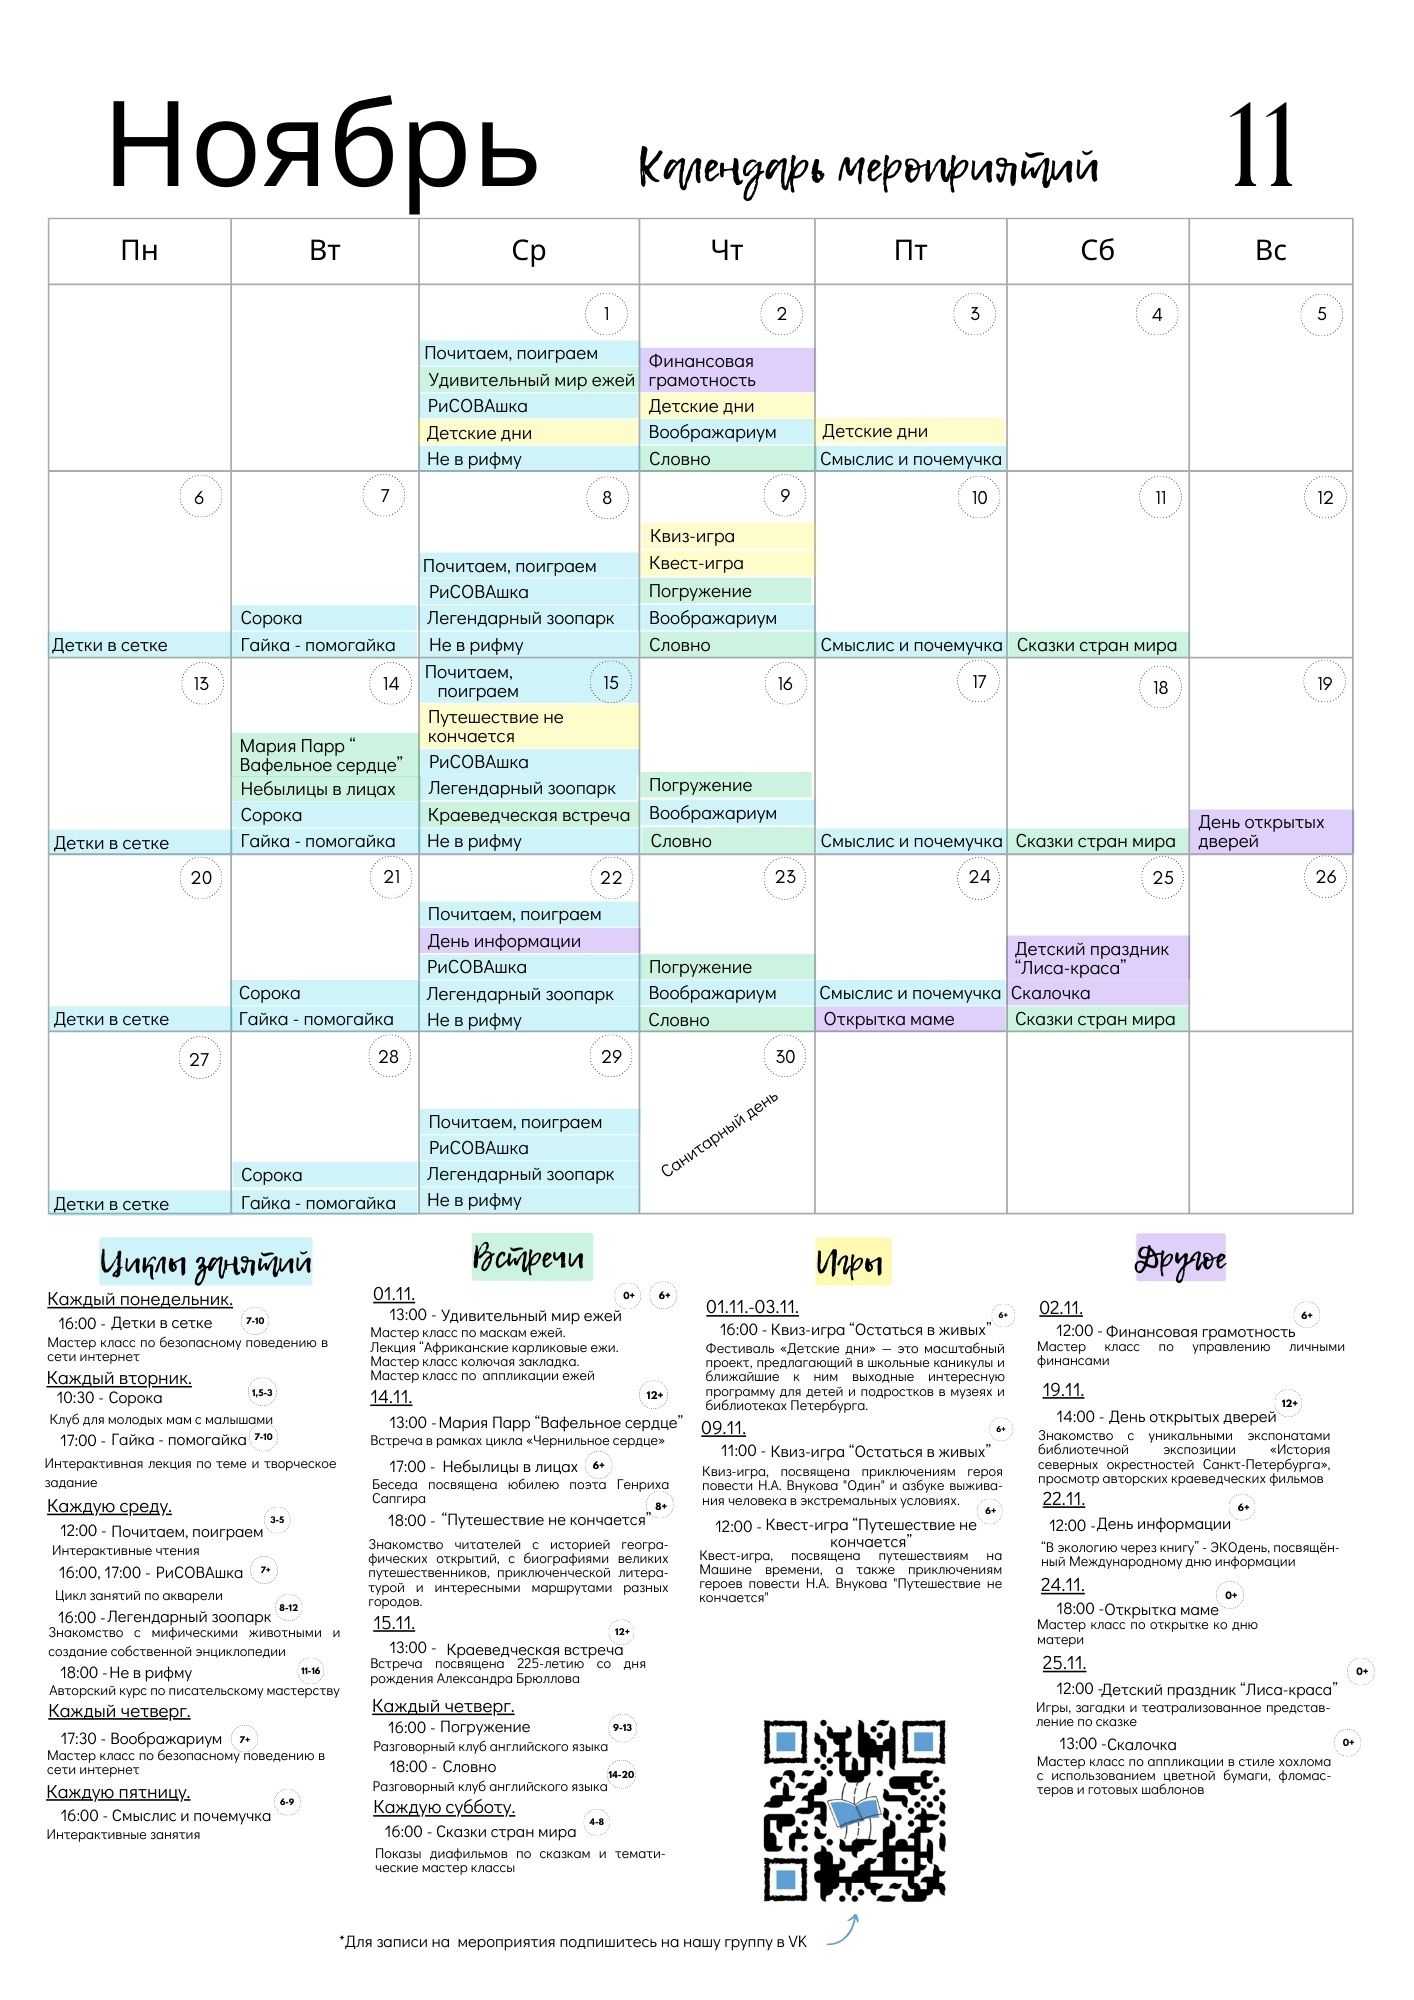 Ноябрь
Календарь мероприятий
11
Пн
Вт
Ср
Чт
Пт
Сб
Вс
1
Почитаем, поиграем
Удивительный мир ежей
РиСОВАшка
Детские дни
Не в рифму
2
Финансовая
грамотность
Детские дни
Воображариум
Словно
3
Детские дни
Смыслис и почемучка
4
5
6
Детки в сетке
7
Сорока
Гайка - помогайка
8
Почитаем, поиграем
РиСОВАшка
Легендарный зоопарк
Не в рифму
9
Квиз-игра
Квест-игра
Погружение
Воображариум
Словно
10
Смыслис и почемучка
11
Сказки стран мира
12
13
Детки в сетке
14
Мария Парр “
Вафельное сердце”
Небылицы в лицах
Сорока
Гайка - помогайка
15
Почитаем,
поиграем
Путешествие не
кончается
РиСОВАшка
Легендарный зоопарк
Краеведческая встреча
Не в рифму
16
Погружение
Воображариум
Словно
17
Смыслис и почемучка
18
Сказки стран мира
19
День открытых
дверей
20
Детки в сетке
21
Сорока
Гайка - помогайка
22
Почитаем, поиграем
День информации
РиСОВАшка
Легендарный зоопарк
Не в рифму
23
Погружение
Воображариум
Словно
24
Смыслис и почемучка
Открытка маме
25
Детский праздник
“Лиса-краса”
Скалочка
Сказки стран мира
26
27
Детки в сетке
28
Сорока
Гайка - помогайка
29
Почитаем, поиграем
РиСОВАшка
Легендарный зоопарк
Не в рифму
30
Санитарный день
Циклы занятий
Каждый понедельник.
16:00 - Детки в сетке 7-10
Мастер класс по безопасному поведению в
сети интернет
Каждый вторник.
10:30 - Сорока 1,5-3
Клуб для молодых мам с малышами
17:00 - Гайка - помогайка 7-10
Интерактивная лекция по теме и творческое
задание
Каждую среду.
12:00 - Почитаем, поиграем 3-5
Интерактивные чтения
16:00, 17:00 - РиСОВАшка 7+
Цикл занятий по акварели
16:00 -Легендарный зоопарк 8-12
Знакомство с мифическими животными и
создание собственной энциклопедии
18:00 -Не в рифму 11-16
Авторский курс по писательскому мастерству
Каждый четверг.
17:30 - Воображариум 7+
Мастер класс по безопасному поведению в
сети интернет
Каждую пятницу.
16:00 - Смыслис и почемучка 6-9
Интерактивные занятия
Встречи
01.11. 0+ 6+
13:00 - Удивительный мир ежей
Мастер класс по маскам ежей.
Лекция “Африканские карликовые ежи.
Мастер класс колючая закладка.
Мастер класс по аппликации ежей
14.11. 12+
13:00 -Мария Парр “Вафельное сердце”
Встреча в рамках цикла «Чернильное сердце»
17:00 - Небылицы в лицах 6+
Беседа посвящена юбилею поэта Генриха
Сапгира
18:00 - “Путешествие не кончается” 8+
Знакомство читателей с историей геогра-
фических открытий, с биографиями великих
путешественников, приключенческой литера-
турой и интересными маршрутами разных
городов.
15.11.
13:00 - Краеведческая встреча 12+
Встреча посвящена 225-летию со дня
рождения Александра Брюллова
Каждый четверг.
16:00 - Погружение 9-13
Разговорный клуб английского языка
18:00 - Словно 14-20
Разговорный клуб английского языка
Каждую субботу.
16:00 - Сказки стран мира 4-8
Показы диафильмов по сказкам и темати-
ческие мастер классы
Игры
01.11.-03.11.
16:00 - Квиз-игра “Остаться в живых” 6+
Фестиваль «Детские дни» — это масштабный
проект, предлагающий в школьные каникулы и
ближайшие к ним выходные интересную
программу для детей и подростков в музеях и
библиотеках Петербурга.
09.11.
11:00 - Квиз-игра “Остаться в живых” 6+
Квиз-игра, посвящена приключениям героя
повести Н.А. Внукова "Один" и азбуке выжива-
ния человека в экстремальных условиях.
12:00 - Квест-игра “Путешествие не 6+
кончается”
Квест-игра, посвящена путешествиям на
Машине времени, а также приключениям
героев повести Н.А. Внукова "Путешествие не
кончается"
Другое
02.11.
12:00 - Финансовая грамотность 6+
Мастер класс по управлению личными
финансами
19.11.
14:00 - День открытых дверей 12+
Знакомство с уникальными экспонатами
библиотечной экспозиции «История
северных окрестностей Санкт-Петербурга»,
просмотр авторских краеведческих фильмов
22.11.
12:00 -День информации 6+
“В экологию через книгу” - ЭКОдень, посвящён-
ный Международному дню информации
24.11.
18:00 -Открытка маме 0+
Мастер класс по открытке ко дню
матери
25.11.
12:00 -Детский праздник “Лиса-краса” 0+
Игры, загадки и театрализованное представ-
ление по сказке
13:00 -Скалочка 0+
Мастер класс по аппликации в стиле хохлома
с использованием цветной бумаги, фломас-
теров и готовых шаблонов
*Для записи на мероприятия подпишитесь на нашу группу в VK